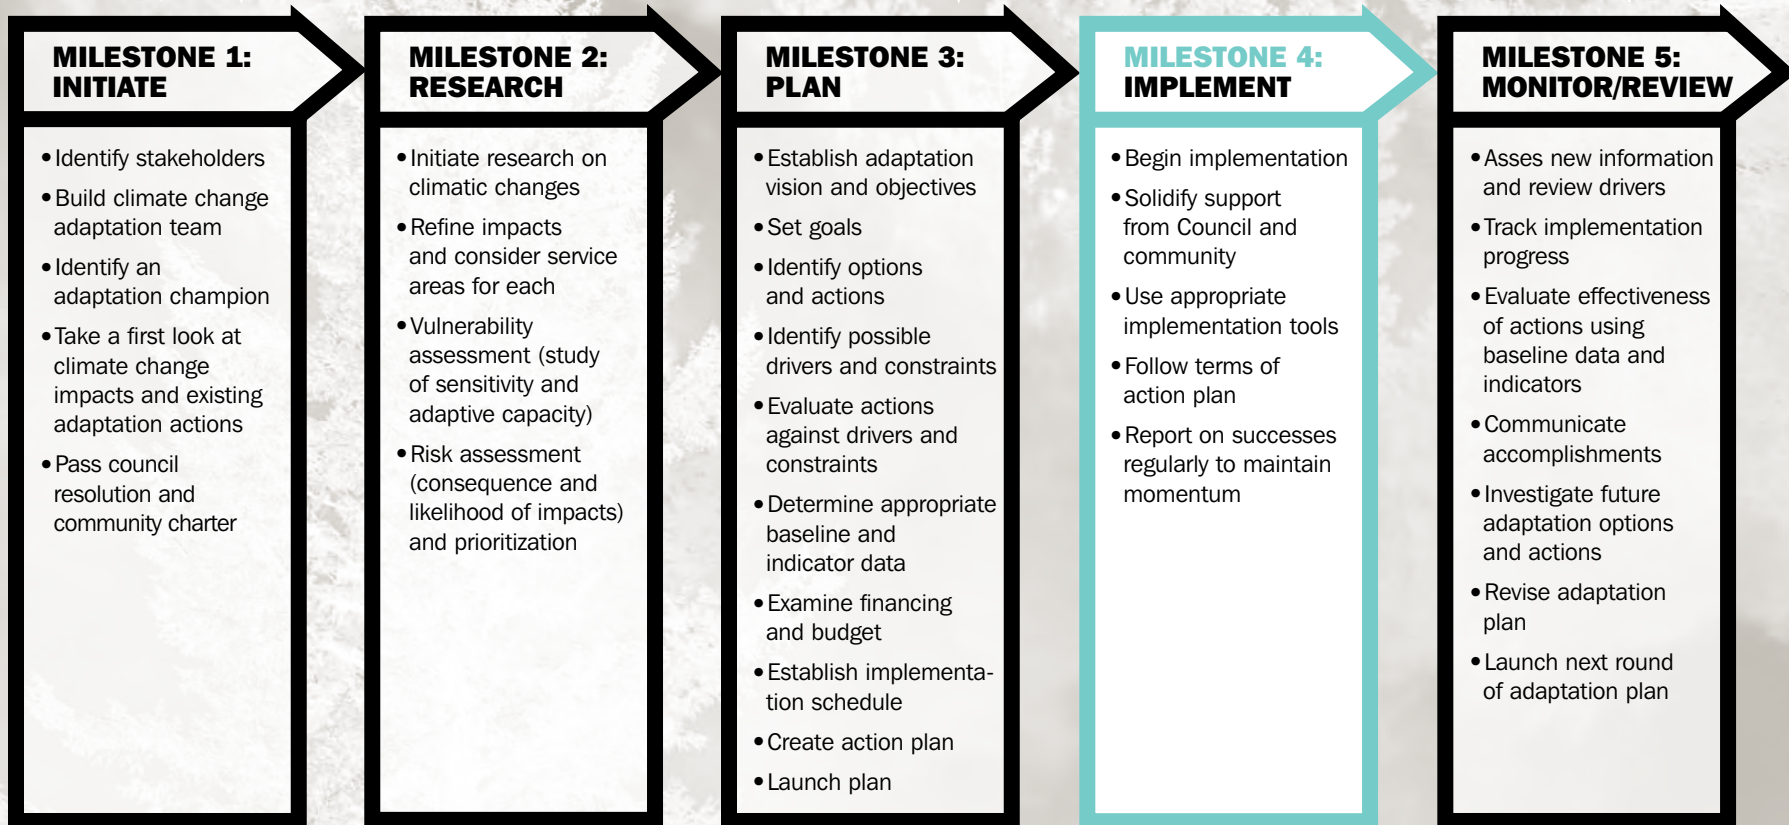 MILESTONE 1:
INITIATE
•Identify stakeholders
•Build climate change
adaptation team
•Identify an
adaptation champion
•Take a first look at
climate change
impacts and existing
adaptation actions
•Pass council
resolution and
community charter
MILESTONE 2:
RESEARCH
•Initiate research on
climatic changes
•Refine impacts
and consider service
areas for each
•Vulnerability
assessment (study
of sensitivity and
adaptive capacity)
•Risk assessment
(consequence and
likelihood of impacts)
and prioritization
MILESTONE 3:
PLAN
•Establish adaptation
vision and objectives
•Set goals
•Identify options
and actions
•Identify possible
drivers and constraints
•Evaluate actions
against drivers and
constraints
•Determine appropriate
baseline and
indicator data
•Examine financing
and budget
•Establish implementa-
tion schedule
•Create action plan
•Launch plan
MILESTONE 4:
IMPLEMENT
•Begin implementation
•Solidify support
from Council and
community
•Use appropriate
implementation tools
•Follow terms of
action plan
•Report on successes
regularly to maintain
momentum
MILESTONE 5:
MONITOR/REVIEW
•Asses new information
and review drivers
•Track implementation
progress
•Evaluate effectiveness
of actions using
baseline data and
indicators
•Communicate
accomplishments
•Investigate future
adaptation options
and actions
•Revise adaptation
plan
•Launch next round
of adaptation plan